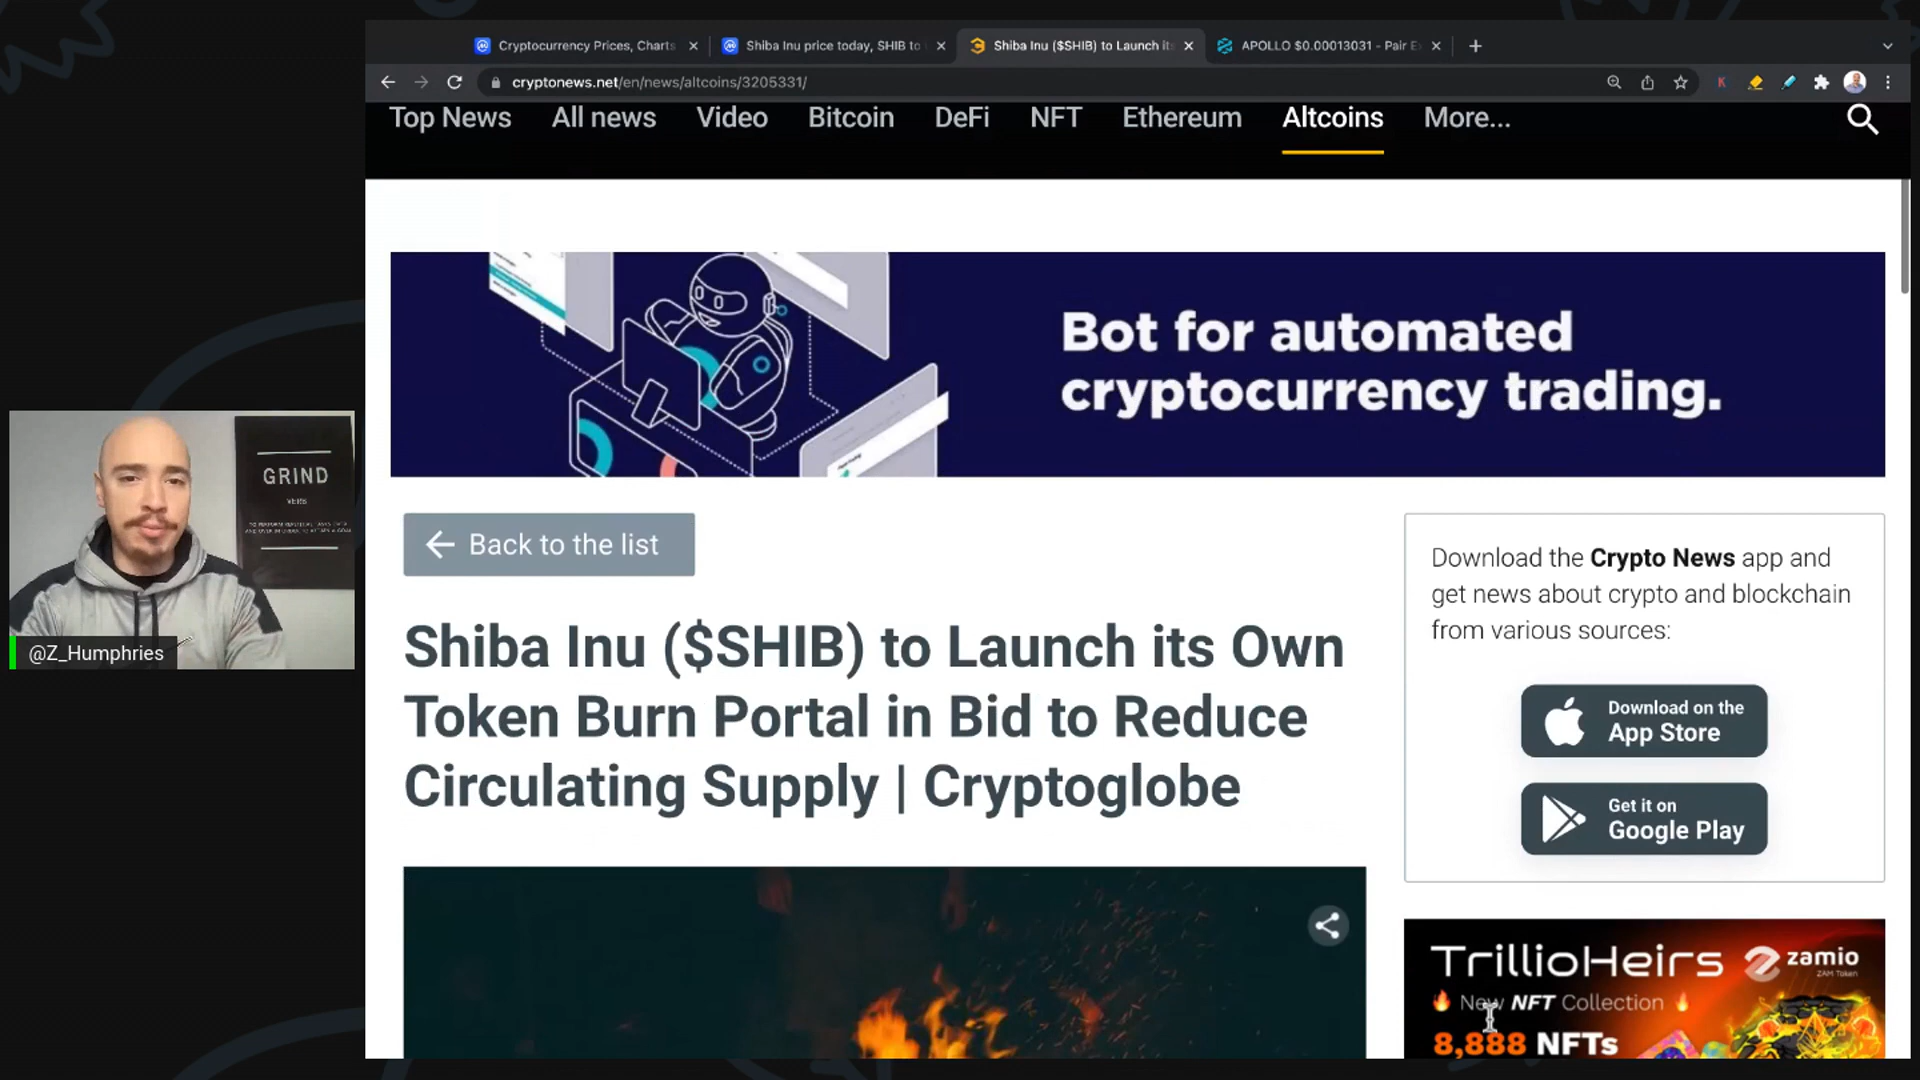 Cryptocurrency Prices, Charts
Shiba Inu price today, SHIB to
Shiba Inu ($SHIB) to Launch it
APOLLO $0.00013031 - Pair E
cryptonews.net/en/news/altcoins/3205331/
Top News All news Video Bitcoin DeFi NFT Ethereum Altcoins More...
Bot for automated
cryptocurrency trading.
Back to the list
Shiba Inu ($SHIB) to Launch its Own
Token Burn Portal in Bid to Reduce
Circulating Supply | Cryptoglobe
Download the Crypto News app and
get news about crypto and blockchain
from various sources:
Download on the
App Store
Get it on
Google Play
TrillioHeirs
zamio
ZAM Token
New NFT Collection
8,888 NFTs
GRIND
VERB
@Z_Humphries